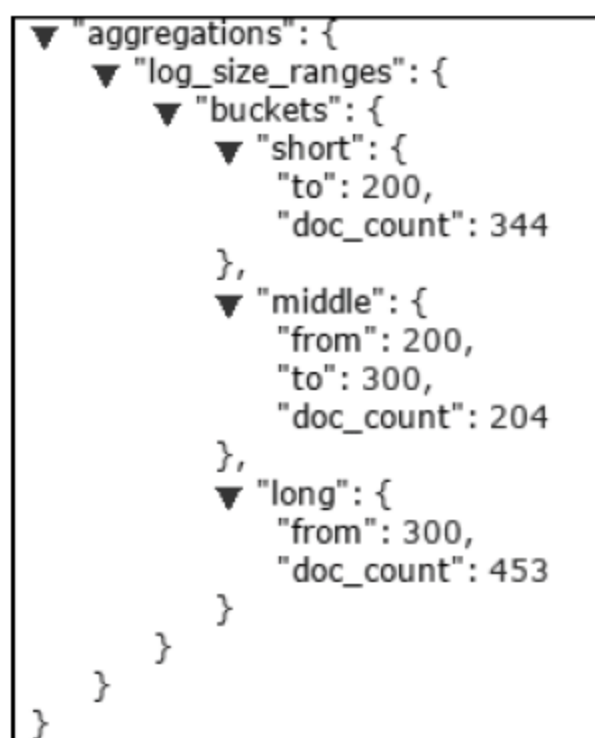 "aggregations": {
"log_size_ranges": {
"buckets": {
"short": {
"to": 200,
"doc_count": 344
},
"middle": {
"from": 200,
"to": 300,
"doc_count": 204
},
"long": {
"from": 300,
"doc_count": 453
}
}
}
}